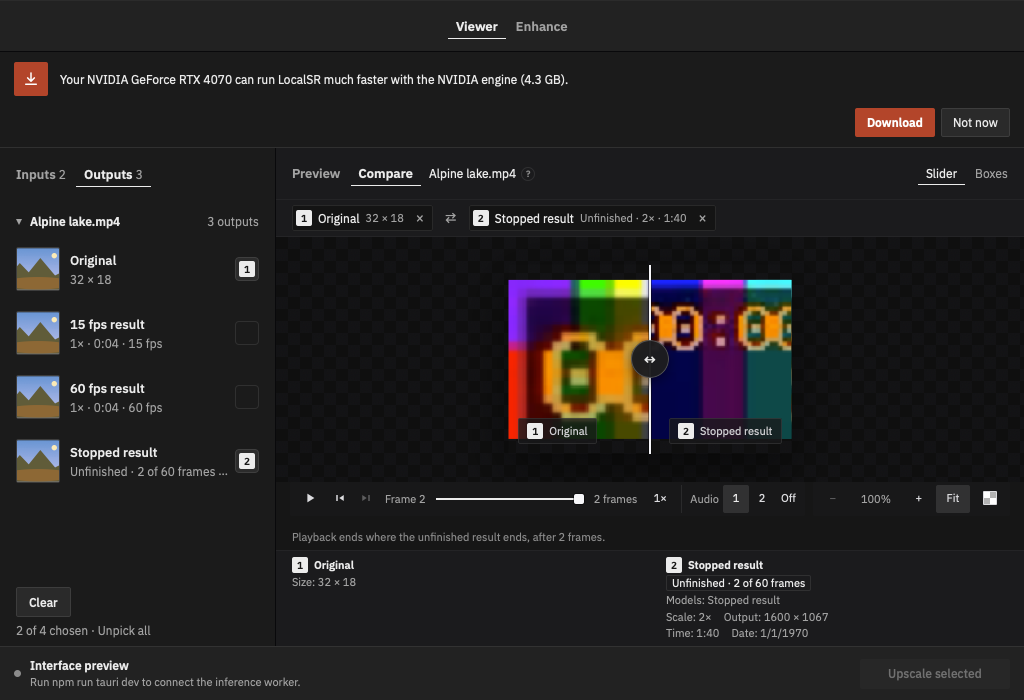 Viewer Enhance
Your NVIDIA GeForce RTX 4070 can run LocalSR much faster with the NVIDIA engine (4.3 GB).
Download Not now
Inputs 2 Outputs 3
Preview Compare Alpine lake.mp4 ?
Slider Boxes
Alpine lake.mp4 3 outputs
Original
32 × 18
1
15 fps result
1× · 0:04 · 15 fps
60 fps result
1× · 0:04 · 60 fps
Stopped result
Unfinished · 2 of 60 frames ...
2
Clear
2 of 4 chosen · Unpick all
1 Original 32 × 18 × ⇄ 2 Stopped result Unfinished · 2× · 1:40 ×
1 Original
2 Stopped result
Frame 2 2 frames 1× Audio 1 2 Off − 100% + Fit
Playback ends where the unfinished result ends, after 2 frames.
1 Original
Size: 32 × 18
2 Stopped result
Unfinished · 2 of 60 frames
Models: Stopped result
Scale: 2× Output: 1600 × 1067
Time: 1:40 Date: 1/1/1970
Interface preview
Run npm run tauri dev to connect the inference worker.
Upscale selected